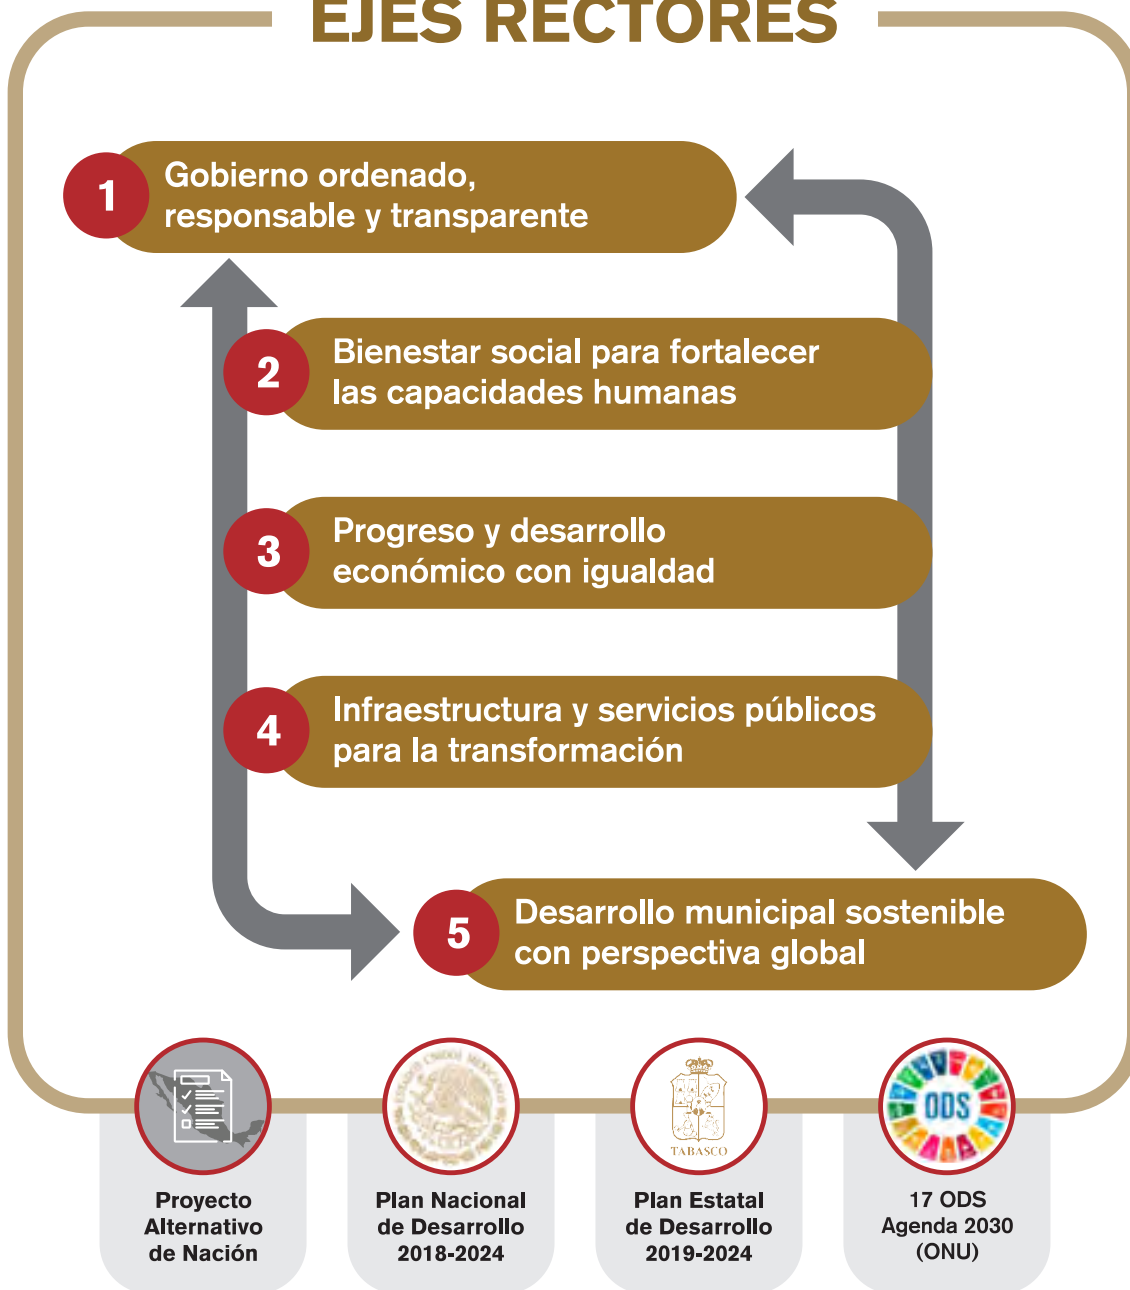 EJES RECTORES
1
Gobierno ordenado,
responsable y transparente
2
Bienestar social para fortalecer
las capacidades humanas
3
Progreso y desarrollo
económico con igualdad
4
Infraestructura y servicios públicos
para la transformación
5
Desarrollo municipal sostenible
con perspectiva global
TABASCO
ODS
Proyecto
Alternativo
de Nación
Plan Nacional
de Desarrollo
2018-2024
Plan Estatal
de Desarrollo
2019-2024
17 ODS
Agenda 2030
(ONU)